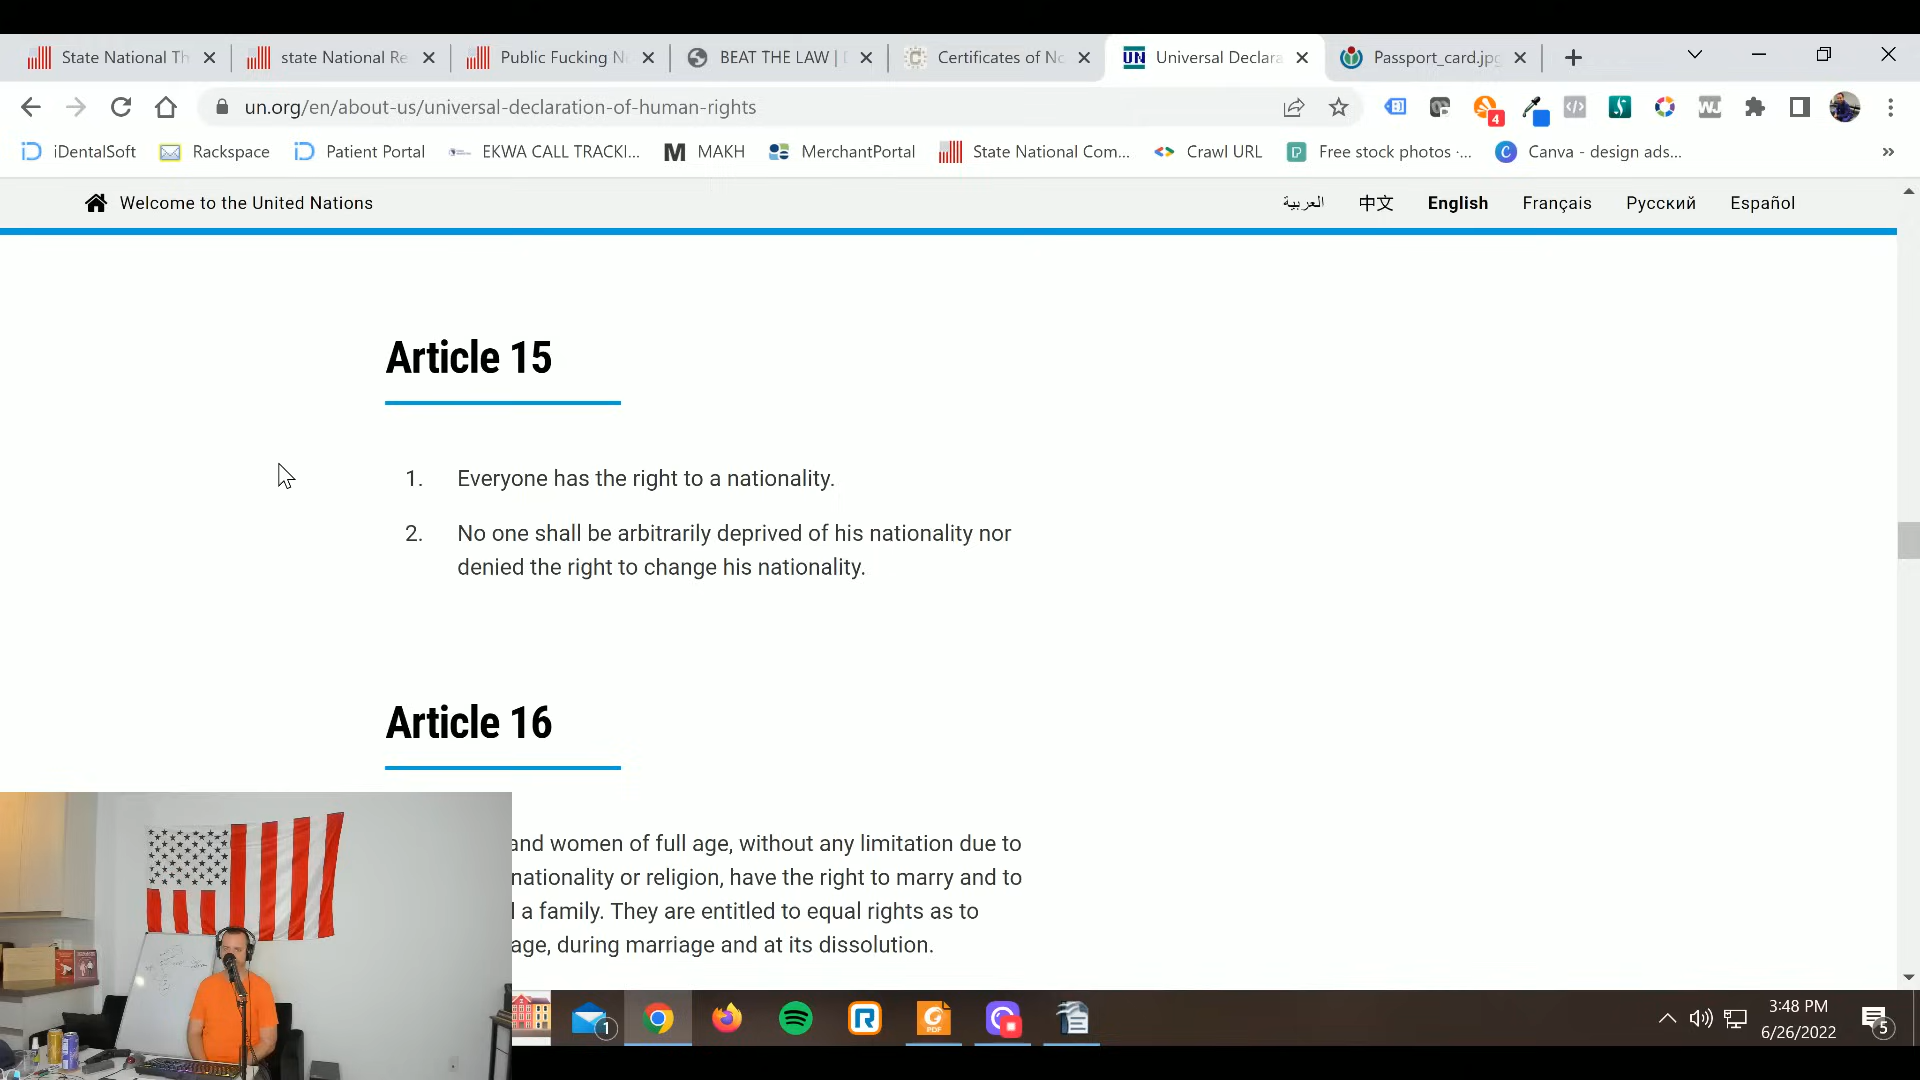 State National Th
state National Re
Public Fucking N
BEAT THE LAW |
Certificates of No
UN
Universal Declara
Passport_card.jpg
un.org/en/about-us/universal-declaration-of-human-rights
4
iDentalSoft
Rackspace
Patient Portal
EKWA CALL TRACKI...
MAKH
MerchantPortal
State National Com...
Crawl URL
Free stock photos ·...
Canva - design ads...
Welcome to the United Nations
العربية
中文
English
Français
Русский
Español
Article 15
1. Everyone has the right to a nationality.
2. No one shall be arbitrarily deprived of his nationality nor
denied the right to change his nationality.
Article 16
and women of full age, without any limitation due to
nationality or religion, have the right to marry and to
a family. They are entitled to equal rights as to
age, during marriage and at its dissolution.
1
PDF
3:48 PM
6/26/2022
5